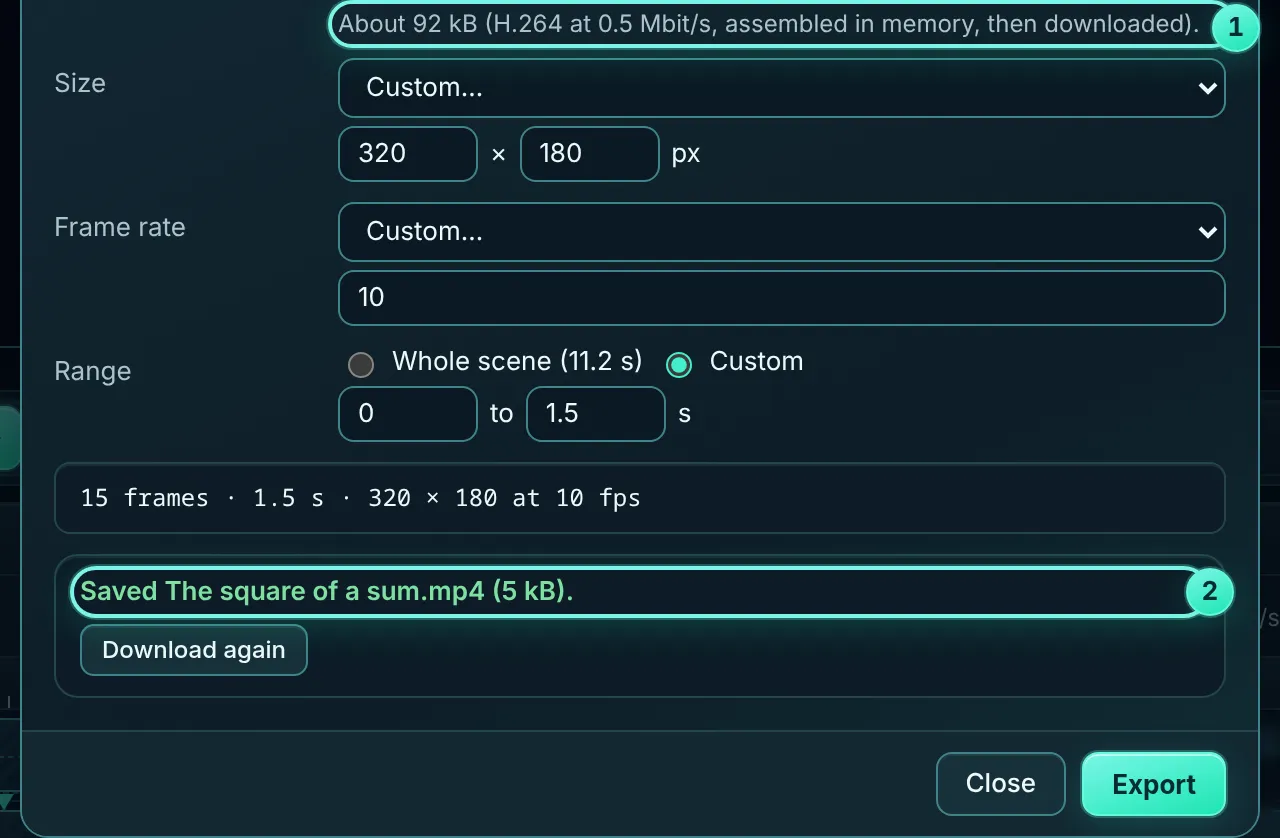 About 92 kB (H.264 at 0.5 Mbit/s, assembled in memory, then downloaded).
1
Size
Custom...
320 × 180 px
Frame rate
Custom...
10
Range
Whole scene (11.2 s) Custom
0 to 1.5 s
15 frames · 1.5 s · 320 × 180 at 10 fps
Saved The square of a sum.mp4 (5 kB).
2
/s
Download again
Close Export